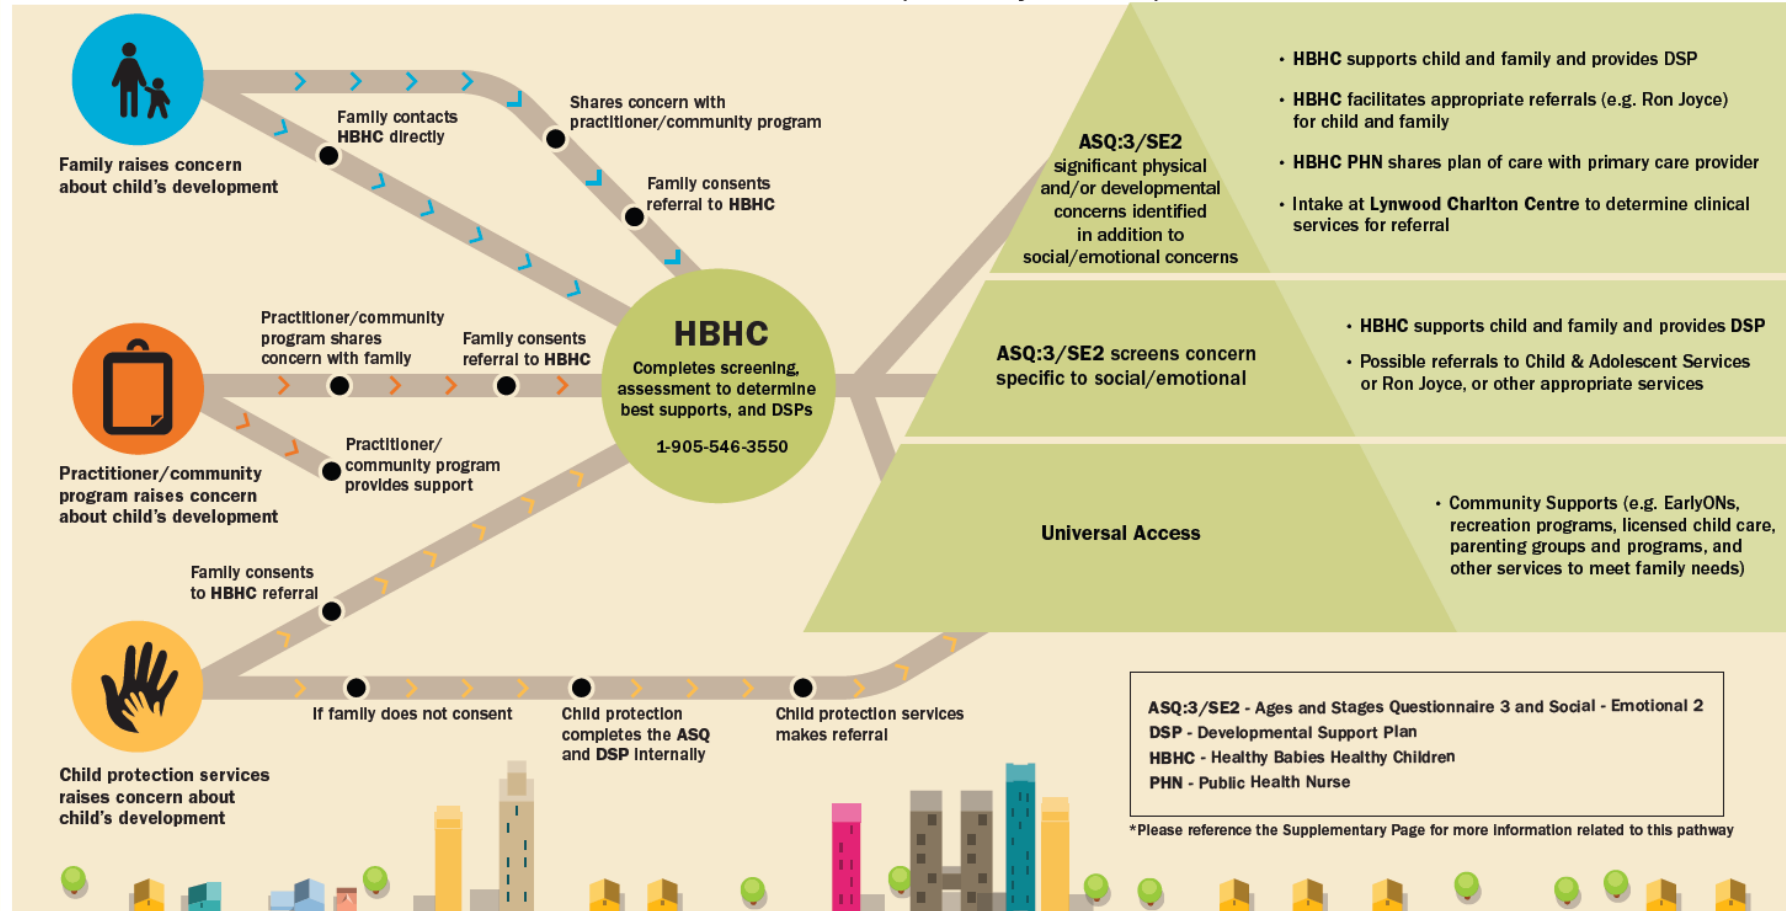 Family raises concern
about child's development
Family contacts
HBHC directly
Shares concern with
practitioner/community program
Family consents
referral to HBHC
Practitioner/community
program raises concern
about child's development
Practitioner/community
program shares
concern with family
Family consents
referral to HBHC
Practitioner/
community program
provides support
Child protection services
raises concern about
child's development
Family consents
to HBHC referral
If family does not consent
Child protection
completes the ASQ
and DSP internally
Child protection services
makes referral
HBHC
Completes screening,
assessment to determine
best supports, and DSPs
1-905-546-3550
ASQ:3/SE2
significant physical
and/or developmental
concerns identified
in addition to
social/emotional concerns
• HBHC supports child and family and provides DSP
• HBHC facilitates appropriate referrals (e.g. Ron Joyce)
for child and family
• HBHC PHN shares plan of care with primary care provider
• Intake at Lynwood Charlton Centre to determine clinical
services for referral
ASQ:3/SE2 screens concern
specific to social/emotional
• HBHC supports child and family and provides DSP
• Possible referrals to Child & Adolescent Services
or Ron Joyce, or other appropriate services
Universal Access
• Community Supports (e.g. EarlyONs,
recreation programs, licensed child care,
parenting groups and programs, and
other services to meet family needs)
ASQ:3/SE2 - Ages and Stages Questionnaire 3 and Social - Emotional 2
DSP - Developmental Support Plan
HBHC - Healthy Babies Healthy Children
PHN - Public Health Nurse
*Please reference the Supplementary Page for more information related to this pathway